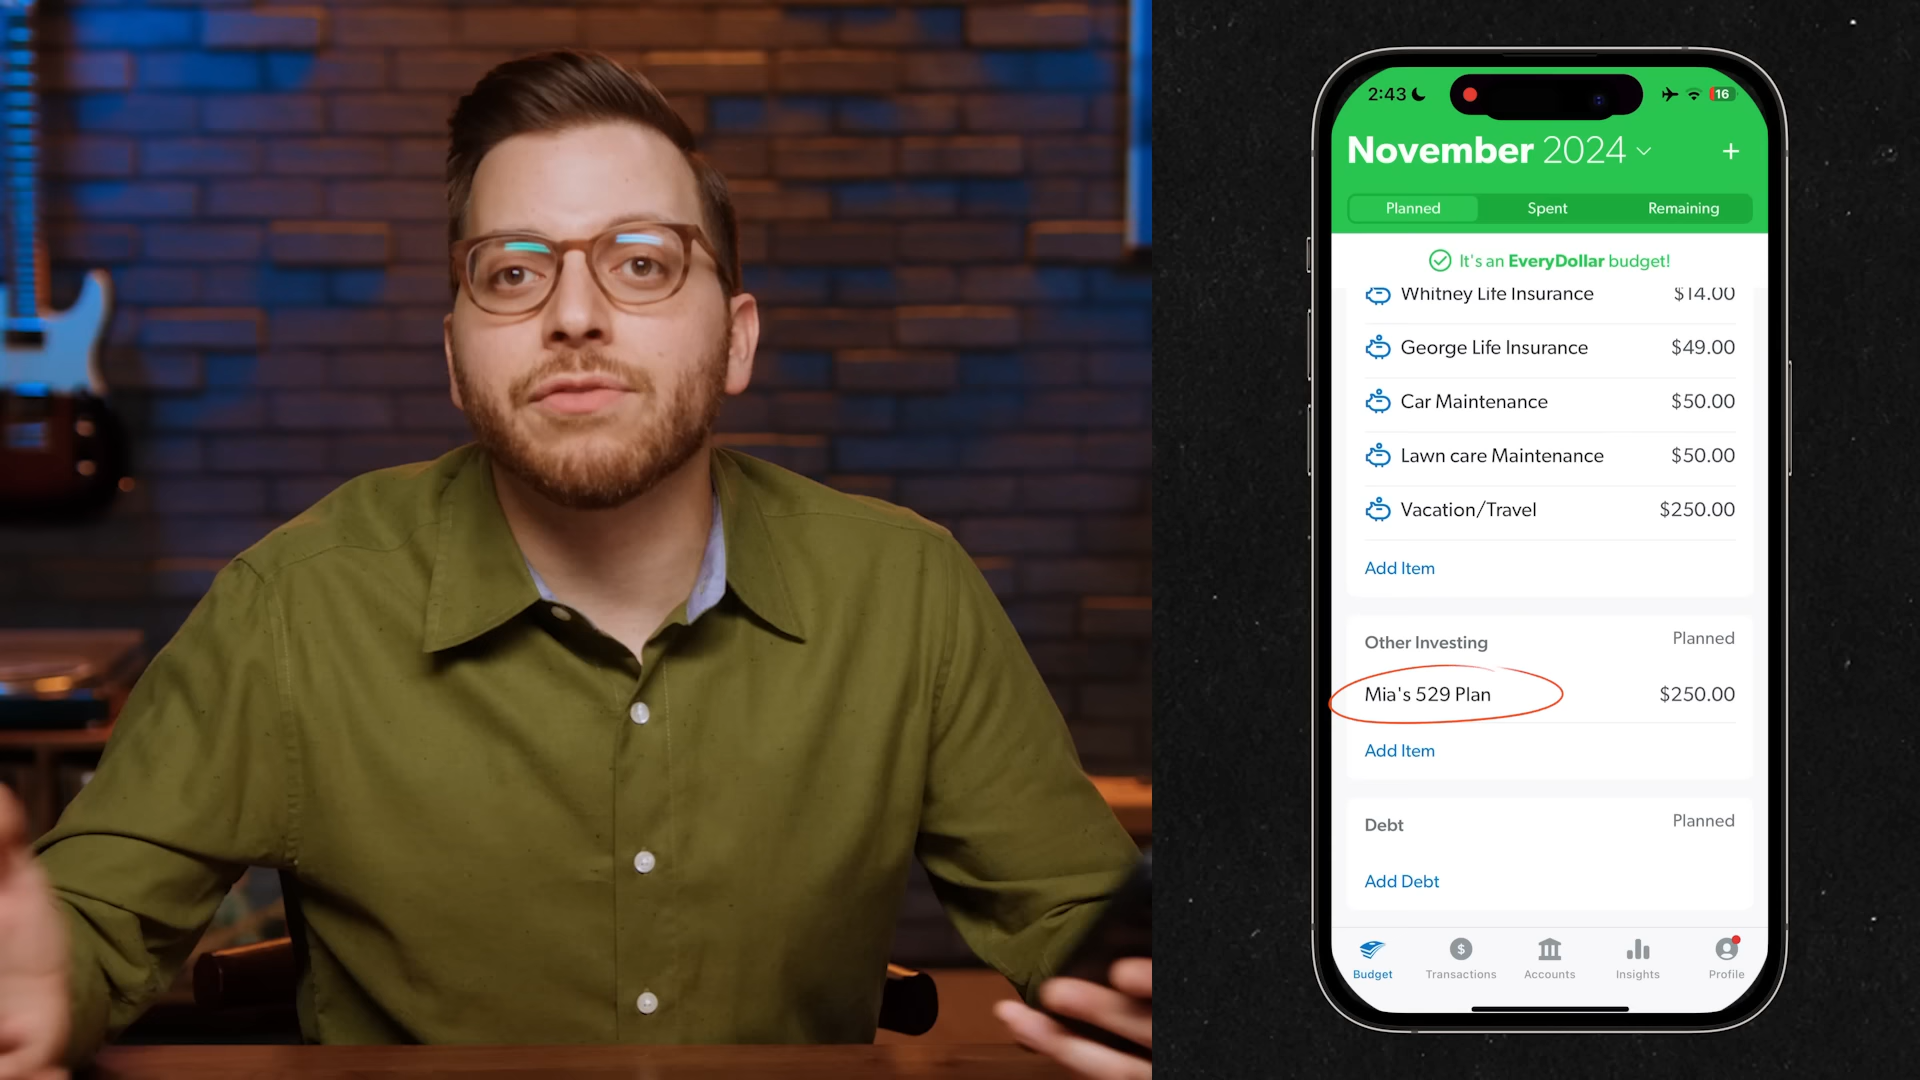 2:43
16
November 2024
+
Planned Spent Remaining
It's an EveryDollar budget!
Whitney Life Insurance $14.00
George Life Insurance $49.00
Car Maintenance $50.00
Lawn care Maintenance $50.00
Vacation/Travel $250.00
Add Item
Other Investing Planned
Mia's 529 Plan $250.00
Add Item
Debt Planned
Add Debt
Budget Transactions Accounts Insights Profile